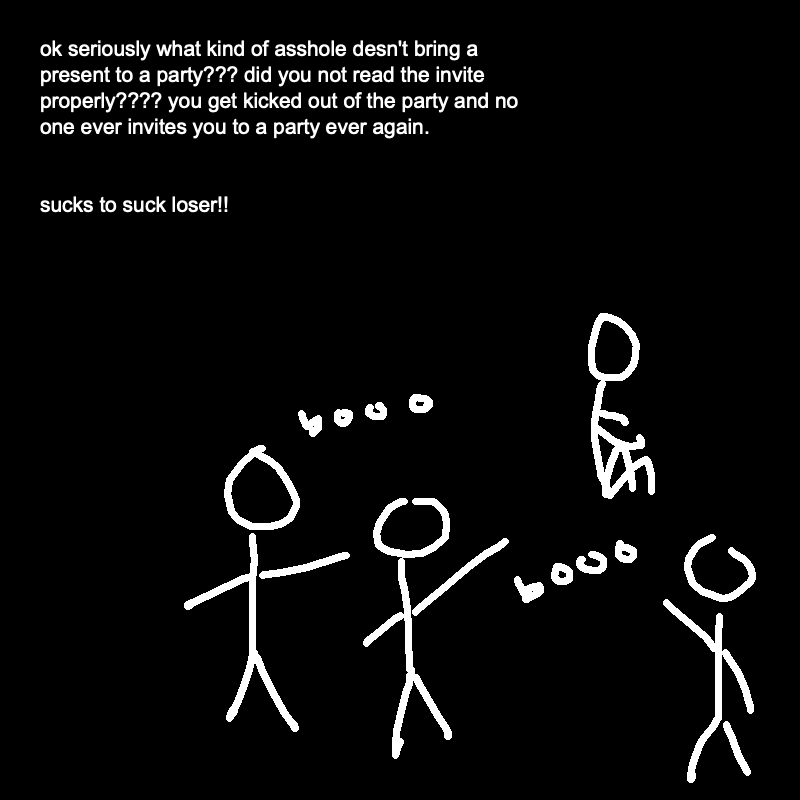 ok seriously what kind of asshole desn't bring a
present to a party??? did you not read the invite
properly???? you get kicked out of the party and no
one ever invites you to a party ever again.
sucks to suck loser!!
booo
booo